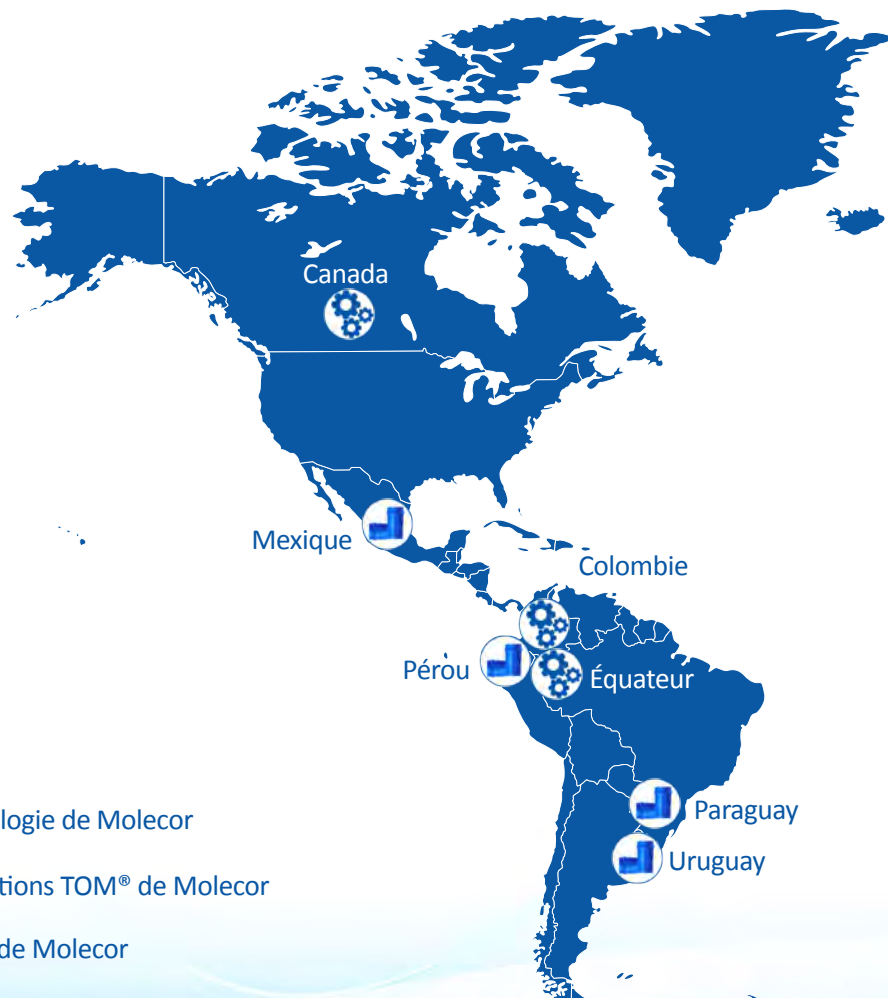 Canada
Mexique
Colombie
Pérou
Équateur
Paraguay
Uruguay
logie de Molecor
tions TOM® de Molecor
de Molecor